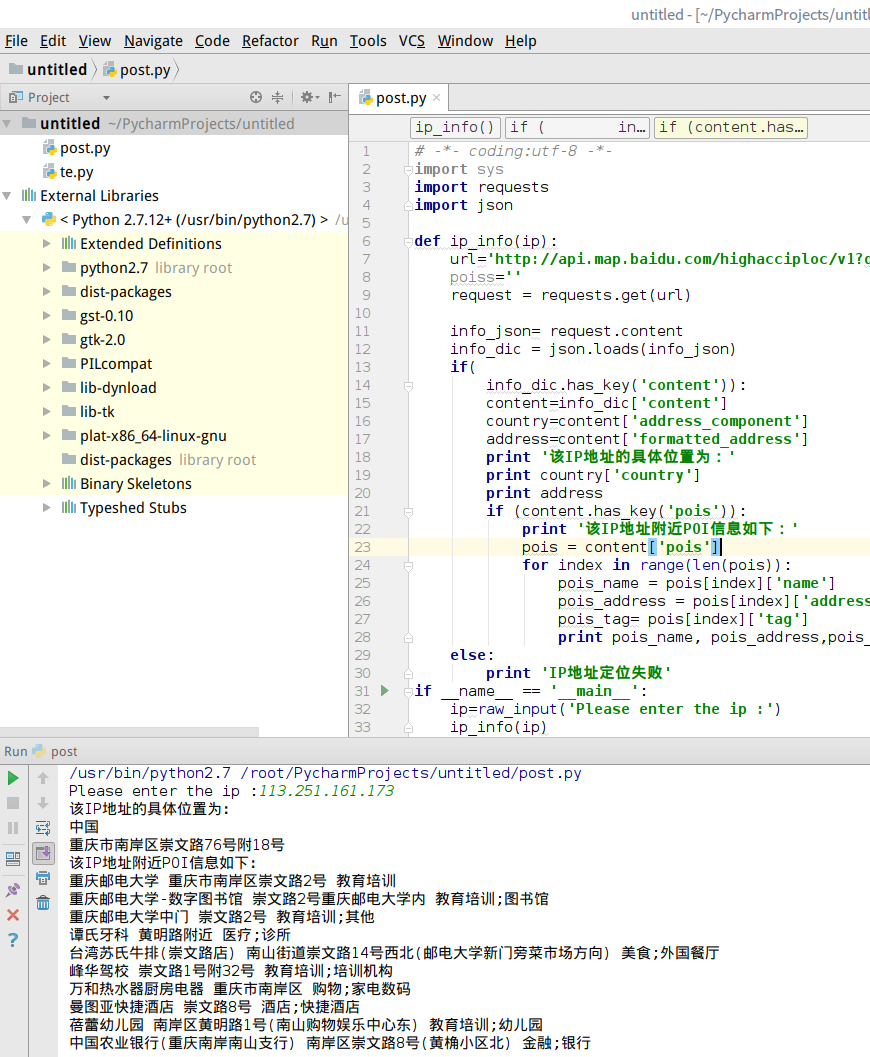 untitled - [~/PycharmProjects/untitl
File Edit View Navigate Code Refactor Run Tools VCS Window Help
untitled post.py
Project
post.py
untitled ~/PycharmProjects/untitled
post.py
te.py
External Libraries
< Python 2.7.12+ (/usr/bin/python2.7) > /u
Extended Definitions
python2.7 library root
dist-packages
gst-0.10
gtk-2.0
PILcompat
lib-dynload
lib-tk
plat-x86_64-linux-gnu
dist-packages library root
Binary Skeletons
Typeshed Stubs
ip_info() if ( in... if (content.has...
1 # -*- coding:utf-8 -*-
2 import sys
3 import requests
4 import json
5
6 def ip_info(ip):
7 url='http://api.map.baidu.com/highacciploc/v1?q
8 poiss=''
9 request = requests.get(url)
10
11 info_json= request.content
12 info_dic = json.loads(info_json)
13 if(
14 info_dic.has_key('content')):
15 content=info_dic['content']
16 country=content['address_component']
17 address=content['formatted_address']
18 print '该IP地址的具体位置为：'
19 print country['country']
20 print address
21 if (content.has_key('pois')):
22 print '该IP地址附近POI信息如下：'
23 pois = content['pois']
24 for index in range(len(pois)):
25 pois_name = pois[index]['name']
26 pois_address = pois[index]['address
27 pois_tag= pois[index]['tag']
28 print pois_name, pois_address,pois_
29 else:
30 print 'IP地址定位失败'
31 if __name__ == '__main__':
32 ip=raw_input('Please enter the ip :')
33 ip_info(ip)
Run post
/usr/bin/python2.7 /root/PycharmProjects/untitled/post.py
Please enter the ip :113.251.161.173
该IP地址的具体位置为：
中国
重庆市南岸区崇文路76号附18号
该IP地址附近POI信息如下：
重庆邮电大学 重庆市南岸区崇文路2号 教育培训
重庆邮电大学-数字图书馆 崇文路2号重庆邮电大学内 教育培训;图书馆
重庆邮电大学中门 崇文路2号 教育培训;其他
谭氏牙科 黄明路附近 医疗;诊所
台湾苏氏牛排(崇文路店) 南山街道崇文路14号西北(邮电大学新门旁菜市场方向) 美食;外国餐厅
峰华驾校 崇文路1号附32号 教育培训;培训机构
万和热水器厨房电器 重庆市南岸区 购物;家电数码
曼图亚快捷酒店 崇文路8号 酒店;快捷酒店
蓓蕾幼儿园 南岸区黄明路1号(南山购物娱乐中心东) 教育培训;幼儿园
中国农业银行(重庆南岸南山支行) 南岸区崇文路8号(黄桷小区北) 金融;银行